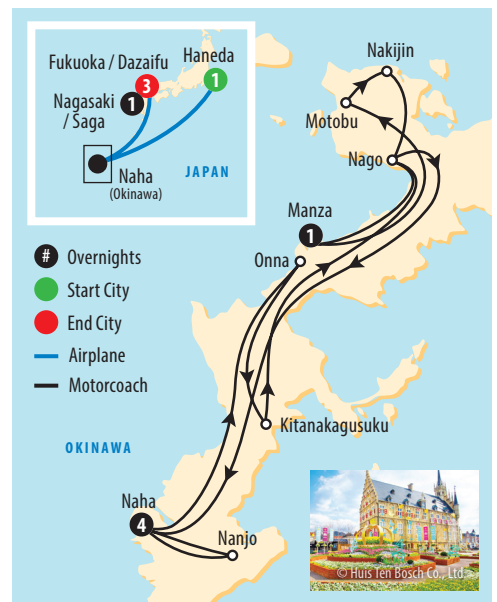 Fukuoka / Dazaifu
Haneda
3
1
Nagasaki
/ Saga
1
Naha
(Okinawa)
JAPAN
Nakijin
Motobu
Nago
Manza
1
Onna
# Overnights
Start City
End City
Airplane
Motorcoach
Kitanakagusuku
OKINAWA
Naha
4
Nanjo
© Huis Ten Bosch Co., Ltd.